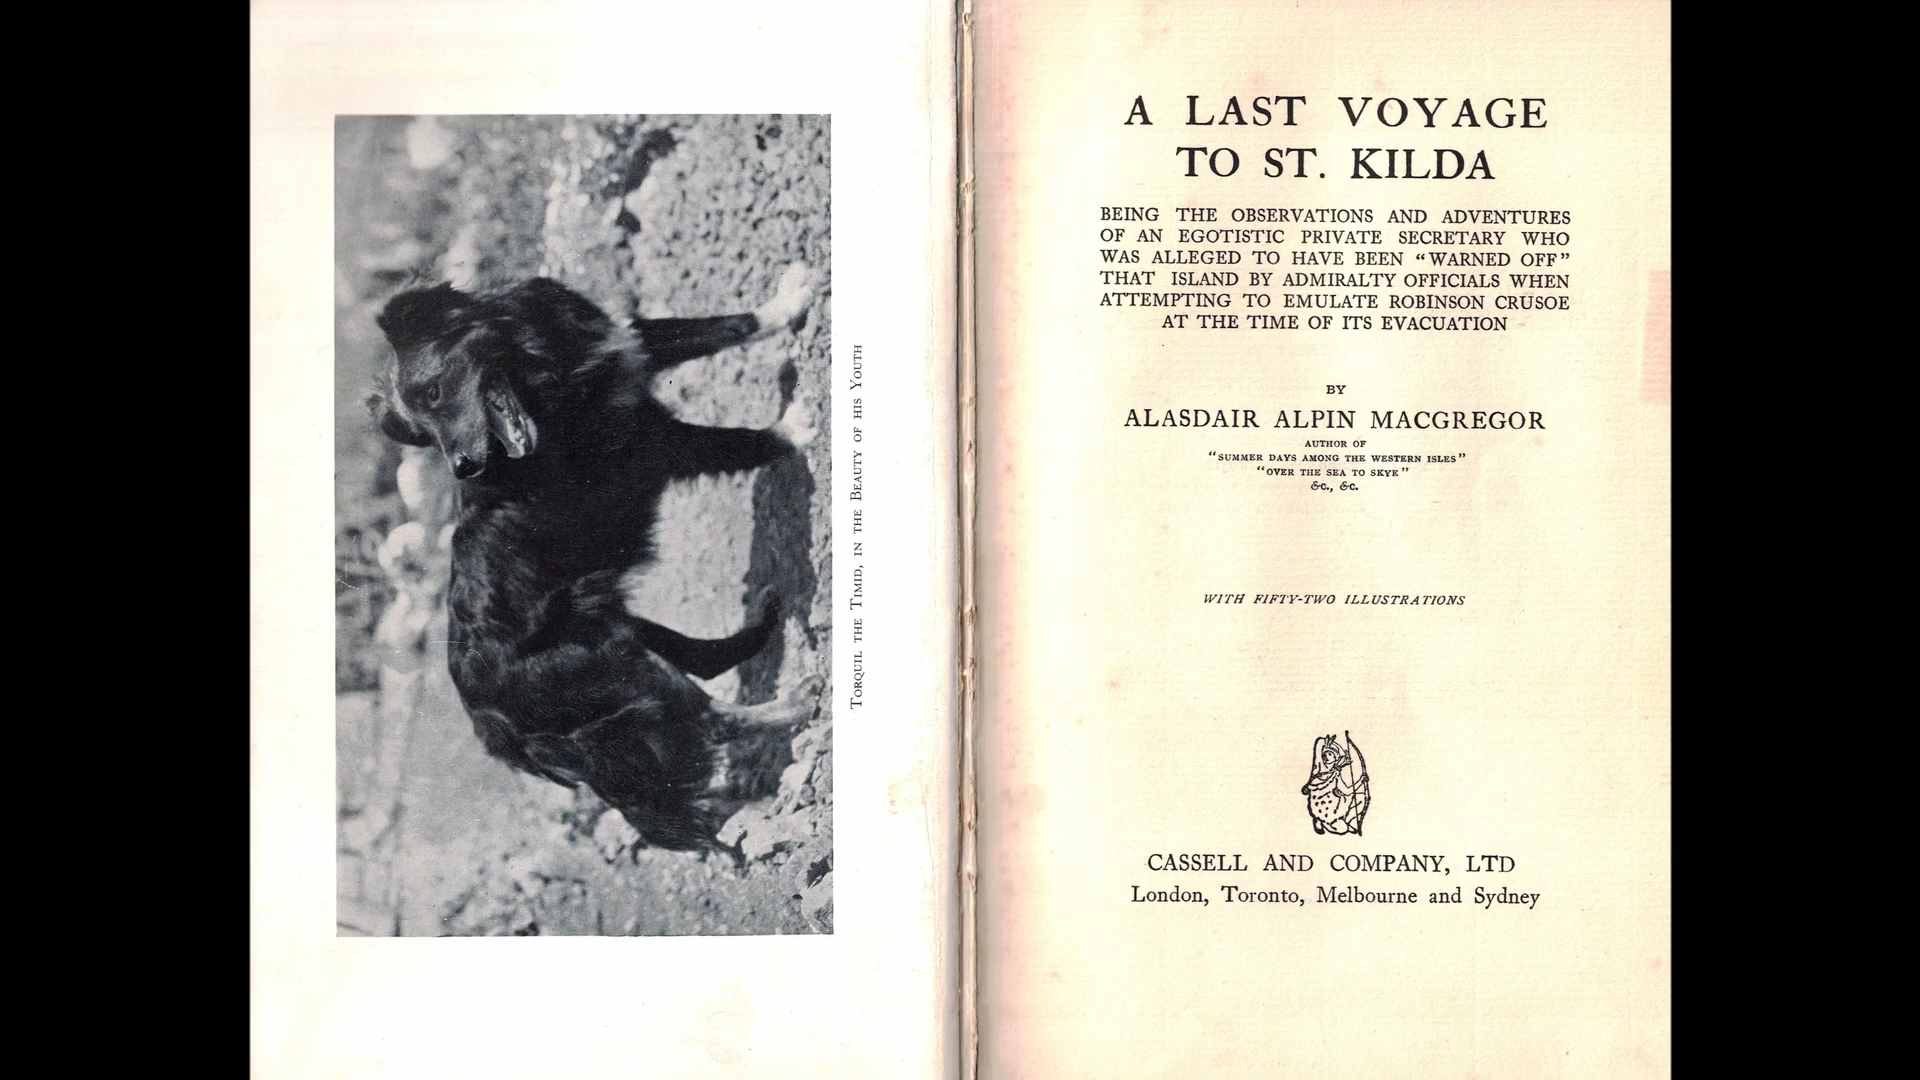 TORQUIL THE TIMID, IN THE BEAUTY OF HIS YOUTH
A LAST VOYAGE
TO ST. KILDA
BEING THE OBSERVATIONS AND ADVENTURES
OF AN EGOTISTIC PRIVATE SECRETARY WHO
WAS ALLEGED TO HAVE BEEN “WARNED OFF”
THAT ISLAND BY ADMIRALTY OFFICIALS WHEN
ATTEMPTING TO EMULATE ROBINSON CRUSOE
AT THE TIME OF ITS EVACUATION
BY
ALASDAIR ALPIN MACGREGOR
AUTHOR OF
“SUMMER DAYS AMONG THE WESTERN ISLES”
“OVER THE SEA TO SKYE”
&C., &C.
WITH FIFTY-TWO ILLUSTRATIONS
CASSELL AND COMPANY, LTD
London, Toronto, Melbourne and Sydney